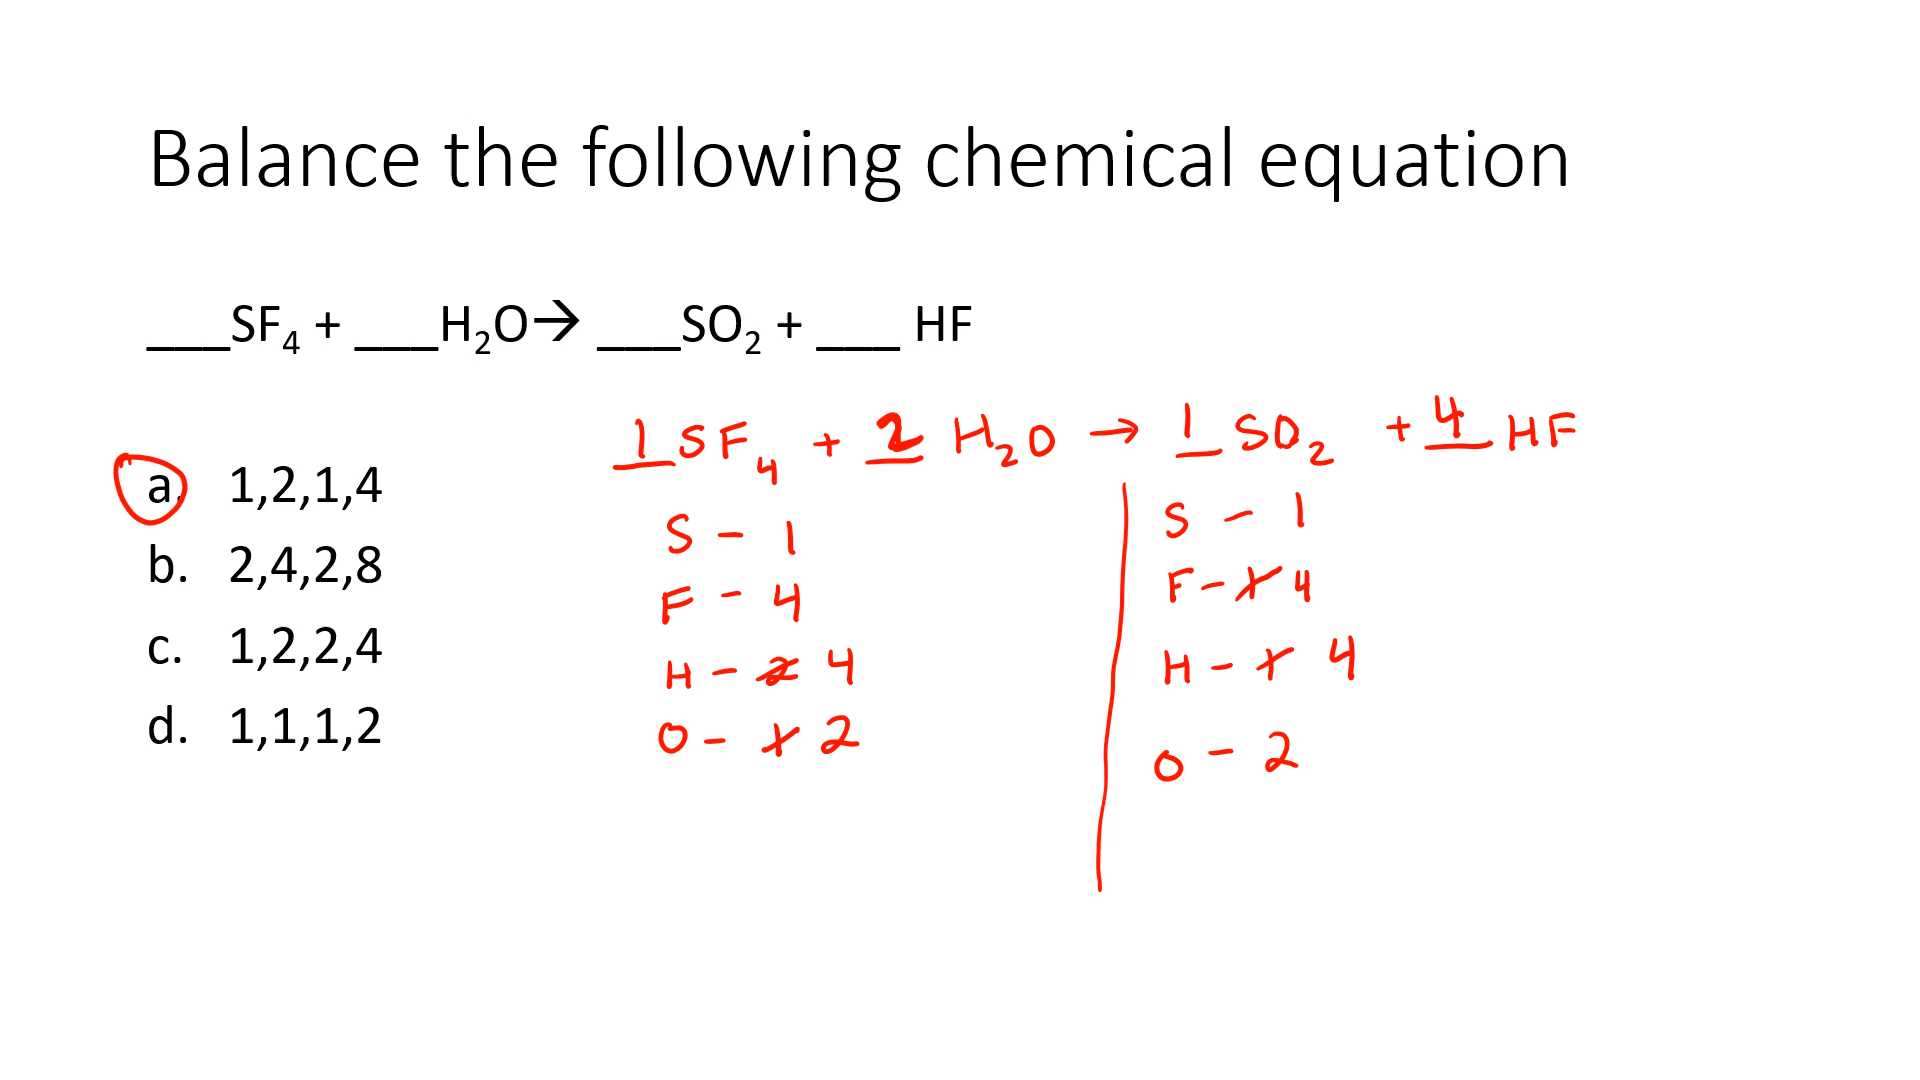 Balance the following chemical equation
___SF₄ + ___H₂O→ ___SO₂ + ___ HF
1 SF₄ + 2 H₂O → 1 SO₂ + 4 HF
a. 1,2,1,4
b. 2,4,2,8
c. 1,2,2,4
d. 1,1,1,2
S - 1
F - 4
H - 2 4
O - 1 2
S - 1
F - 1 4
H - 1 4
O - 2